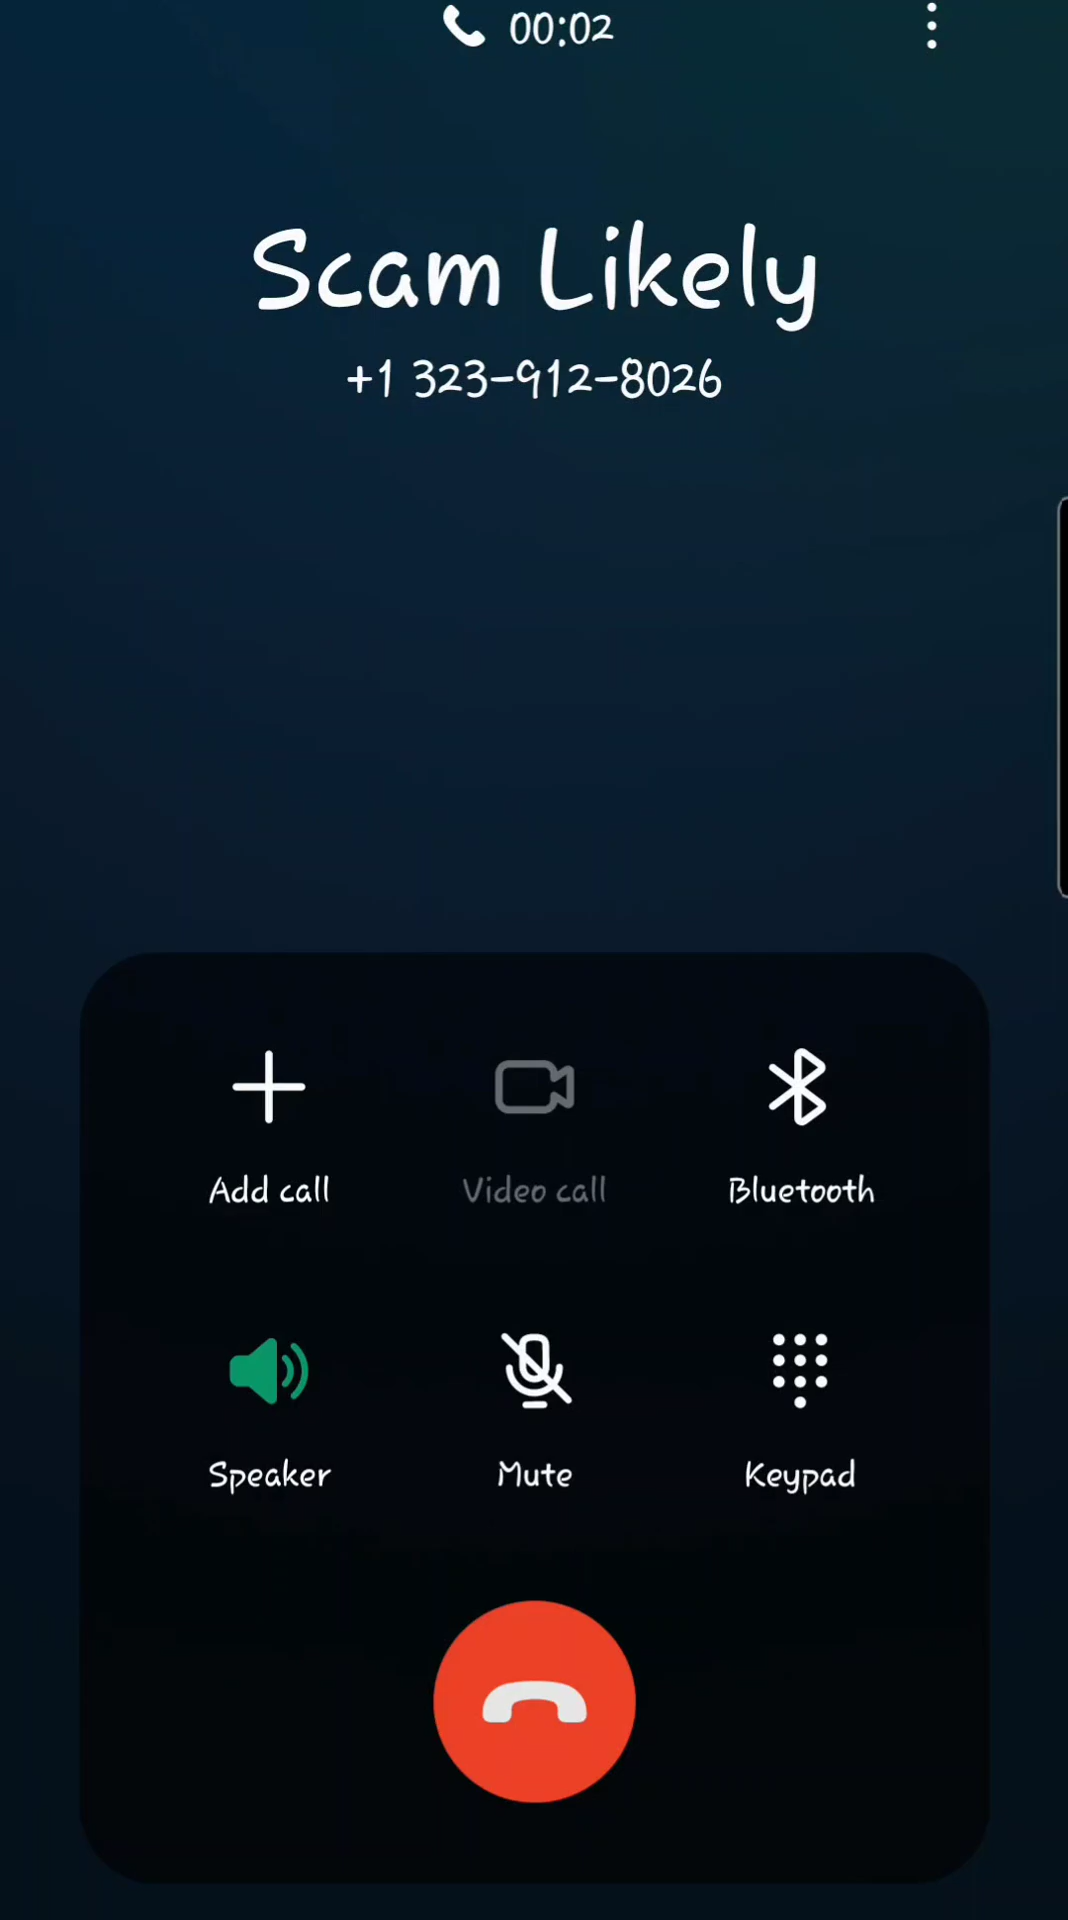 00:02
Scam Likely
+1 323-912-8026
Add call
Video call
Bluetooth
Speaker
Mute
Keypad